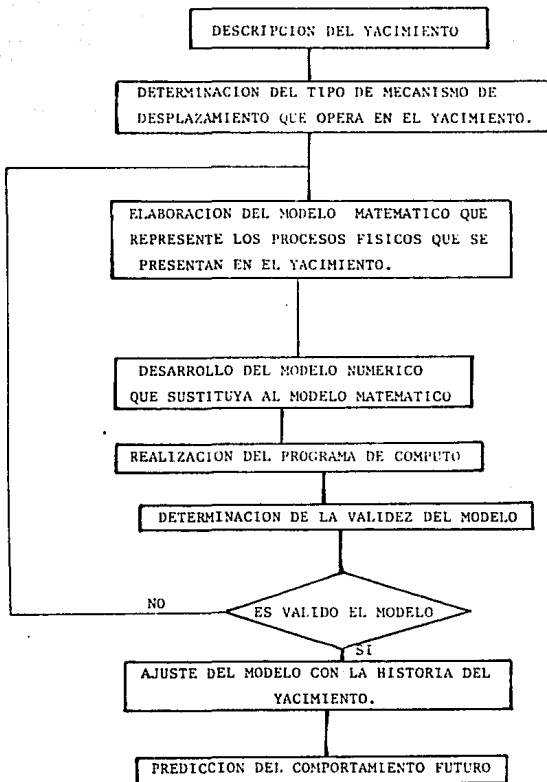 DESCRIPCION DEL YACIMIENTO
DETERMINACION DEL TIPO DE MECANISMO DE
DESPLAZAMIENTO QUE OPERA EN EL YACIMIENTO.
ELABORACION DEL MODELO MATEMATICO QUE
REPRESENTE LOS PROCESOS FISICOS QUE SE
PRESENTAN EN EL YACIMIENTO.
DESARROLLO DEL MODELO NUMERICO
QUE SUSTITUYA AL MODELO MATEMATICO
REALIZACION DEL PROGRAMA DE COMPUTO
DETERMINACION DE LA VALIDEZ DEL MODELO
NO
ES VALIDO EL MODELO
SI
AJUSTE DEL MODELO CON LA HISTORIA DEL
YACIMIENTO.
PREDICCION DEL COMPORTAMIENTO FUTURO